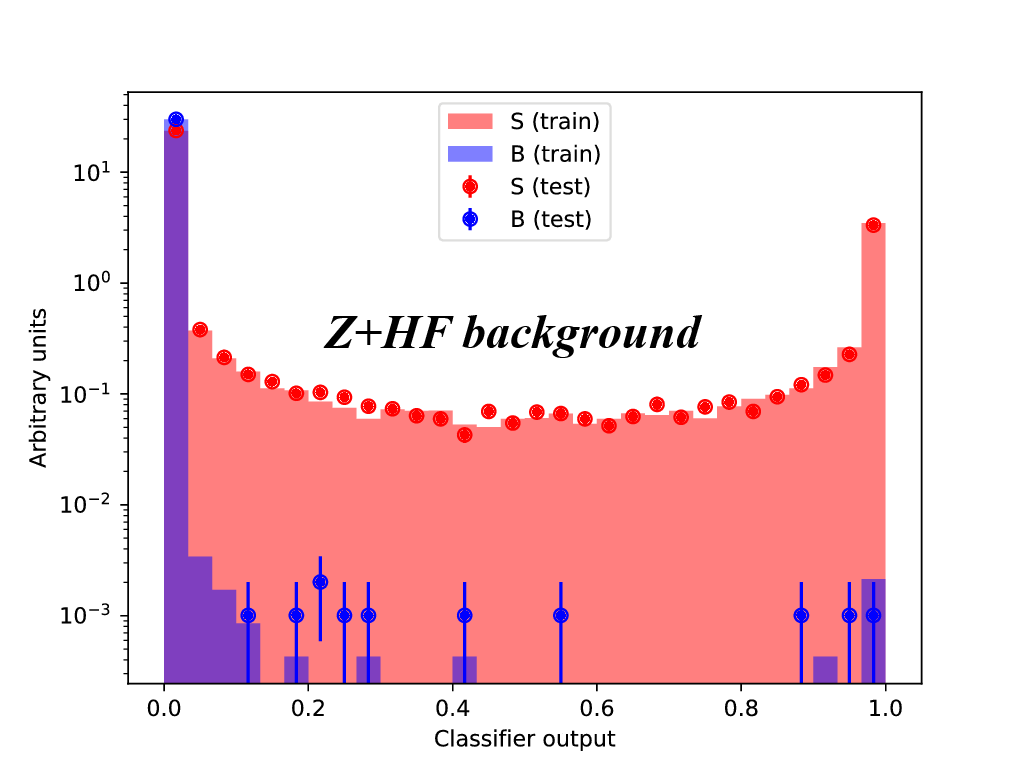 S (train)
B (train)
S (test)
B (test)
Z+HF background
Arbitrary units
10¹
10⁰
10⁻¹
10⁻²
10⁻³
0.0 0.2 0.4 0.6 0.8 1.0
Classifier output